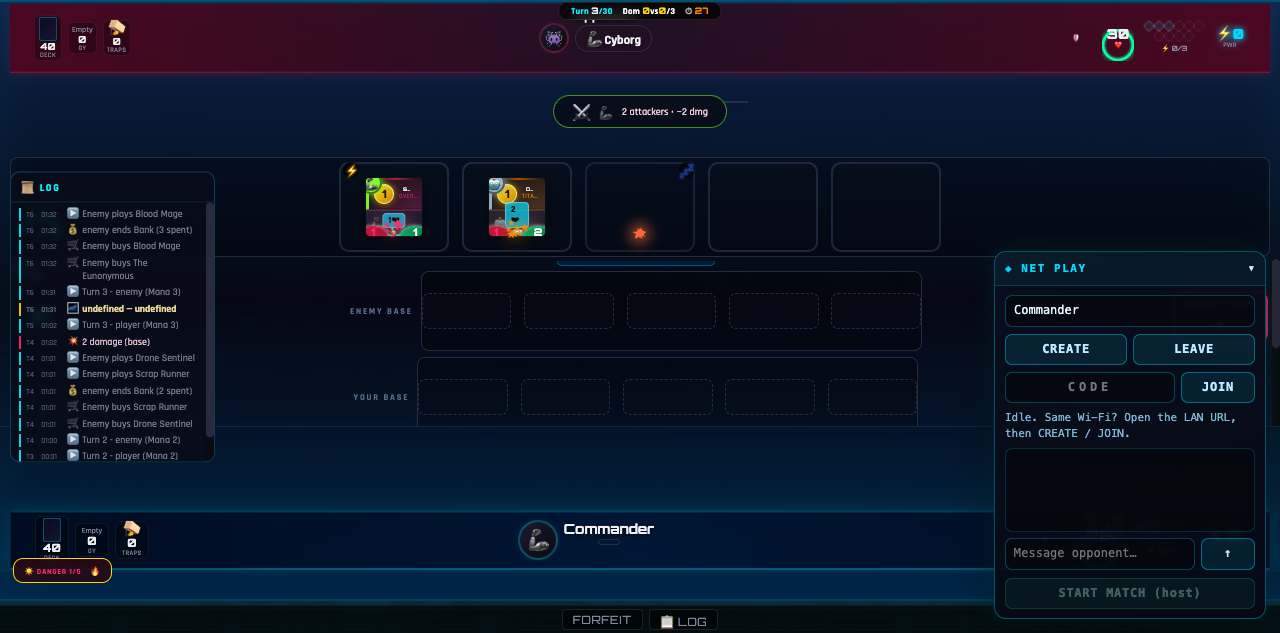 Turn 3/30 Dom 0vs0/3 ⏱ 27
40
DECK
Empty
0
GY
0
TRAPS
Cyborg
30
0/3
0
PWR
2 attackers · ~2 dmg
LOG
T6 01:32 Enemy plays Blood Mage
T6 01:32 enemy ends Bank (3 spent)
T6 01:32 Enemy buys Blood Mage
T6 01:32 Enemy buys The
Eunonymous
T6 01:31 Turn 3 - enemy (Mana 3)
T6 01:31 undefined — undefined
T5 01:02 Turn 3 - player (Mana 3)
T4 01:02 2 damage (base)
T4 01:01 Enemy plays Drone Sentinel
T4 01:01 Enemy plays Scrap Runner
T4 01:01 enemy ends Bank (2 spent)
T4 01:01 Enemy buys Scrap Runner
T4 01:01 Enemy buys Drone Sentinel
T4 01:00 Turn 2 - enemy (Mana 2)
T3 00:31 Turn 2 - player (Mana 2)
1
1
1
2
2
ENEMY BASE
YOUR BASE
NET PLAY
Commander
CREATE
LEAVE
CODE
JOIN
Idle. Same Wi-Fi? Open the LAN URL,
then CREATE / JOIN.
Message opponent…
↑
START MATCH (host)
40
DECK
Empty
0
GY
0
TRAPS
Commander
DANGER 1/5
FORFEIT
LOG